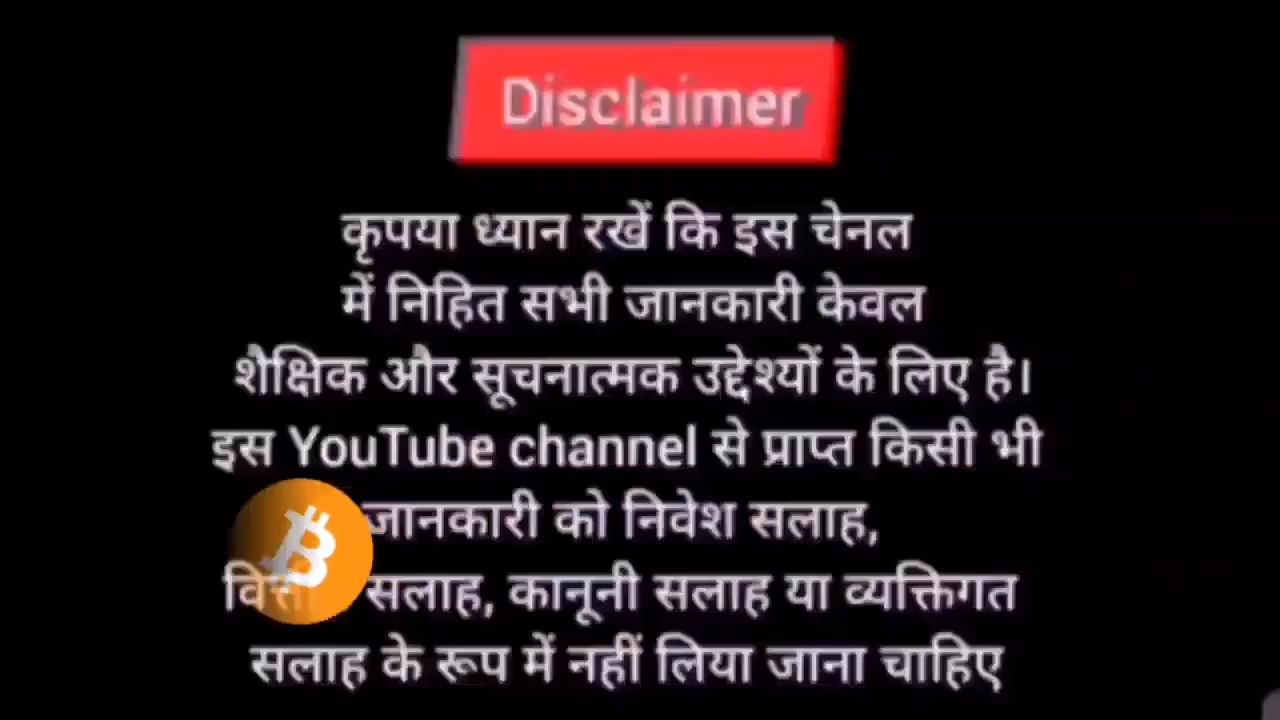 Disclaimer
कृपया ध्यान रखें कि इस चेनल
में निहित सभी जानकारी केवल
शैक्षिक और सूचनात्मक उद्देश्यों के लिए है।
इस YouTube channel से प्राप्त किसी भी
जानकारी को निवेश सलाह,
सलाह, कानूनी सलाह या व्यक्तिगत
सलाह के रूप में नहीं लिया जाना चाहिए